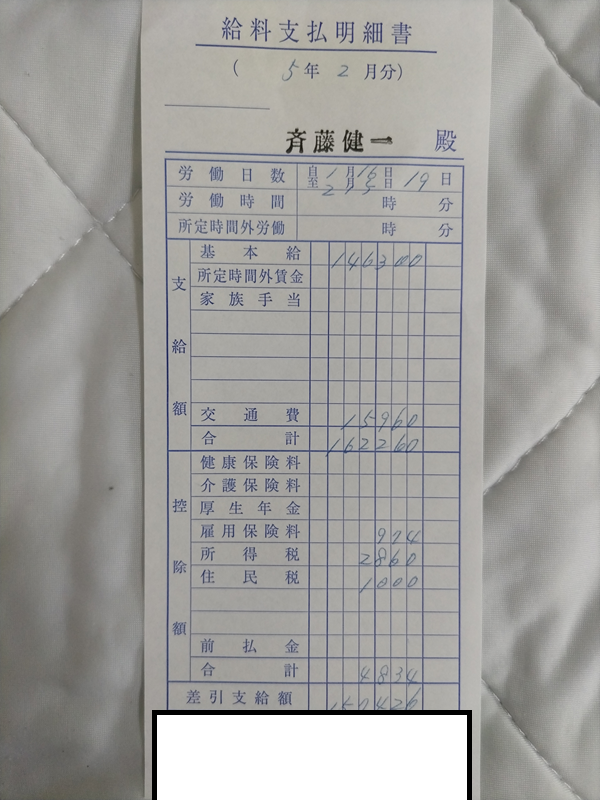 給料支払明細書
( 5年 2月分)
斉藤健一 殿
労働日数 自 1月16日 至 2月15日 19日
労働時間 時 分
所定時間外労働 時 分
支給額
基本給 146300
所定時間外賃金
家族手当
交通費 15960
合計 162260
控除額
健康保険料
介護保険料
厚生年金
雇用保険料 974
所得税 2860
住民税 1000
前払金
合計 4834
差引支給額 157426